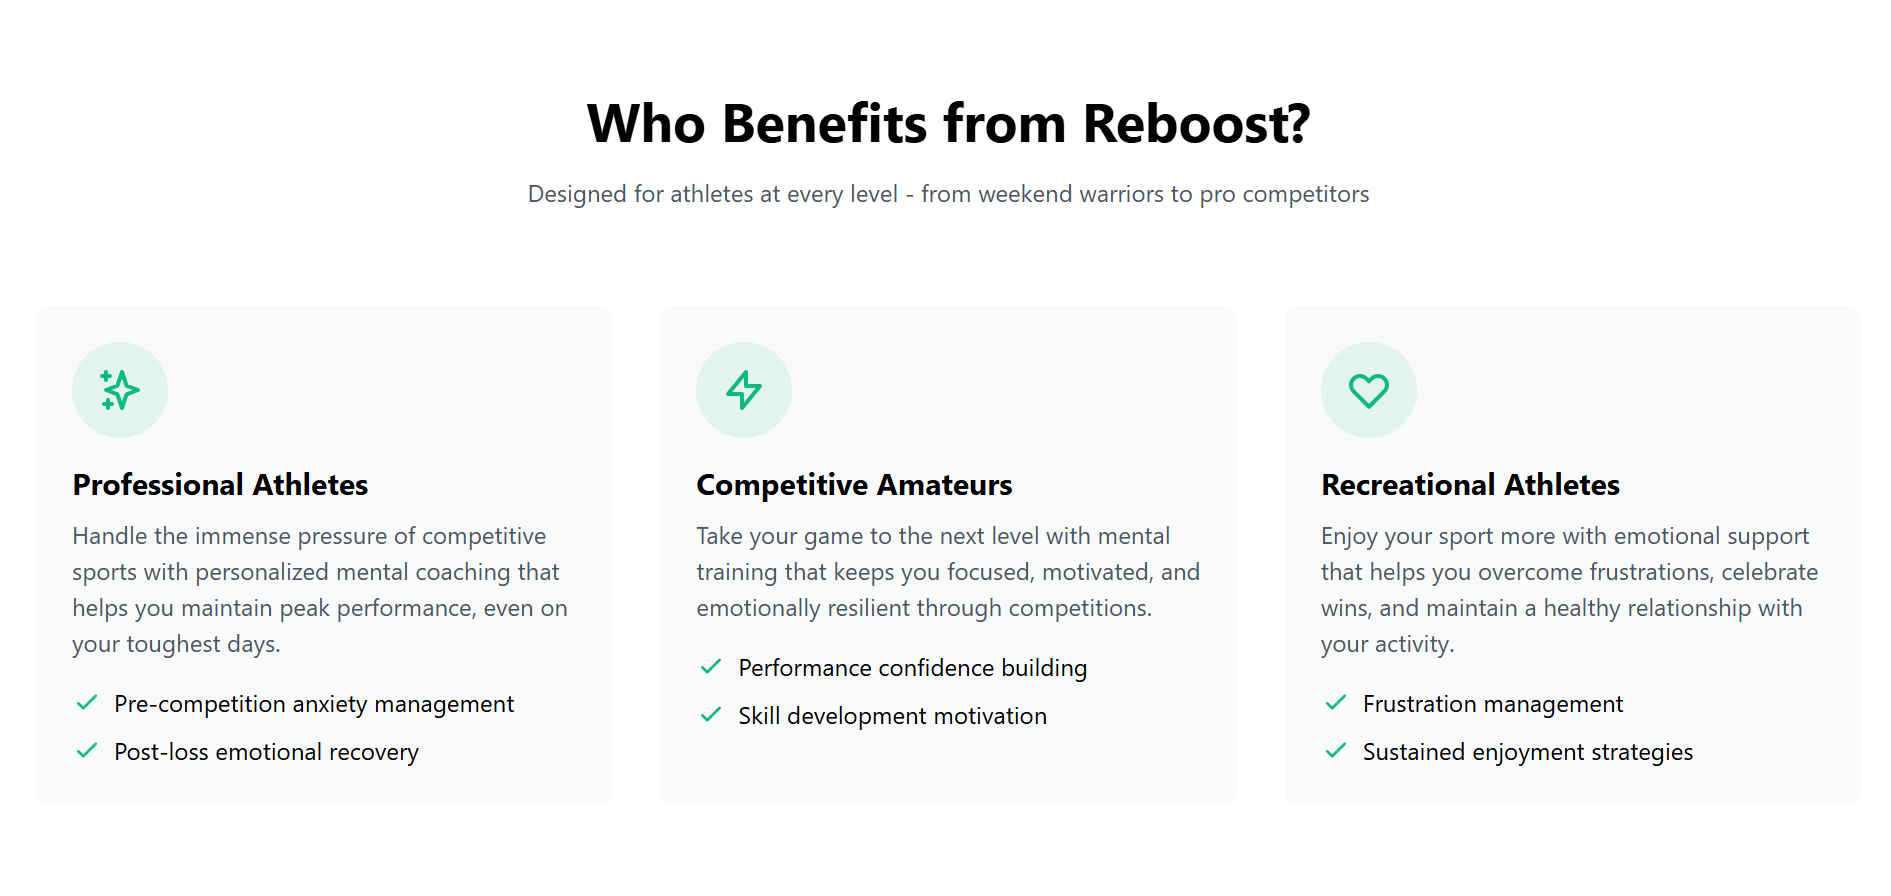 Who Benefits from Reboost?
Designed for athletes at every level - from weekend warriors to pro competitors
Professional Athletes
Handle the immense pressure of competitive
sports with personalized mental coaching that
helps you maintain peak performance, even on
your toughest days.
Pre-competition anxiety management
Post-loss emotional recovery
Competitive Amateurs
Take your game to the next level with mental
training that keeps you focused, motivated, and
emotionally resilient through competitions.
Performance confidence building
Skill development motivation
Recreational Athletes
Enjoy your sport more with emotional support
that helps you overcome frustrations, celebrate
wins, and maintain a healthy relationship with
your activity.
Frustration management
Sustained enjoyment strategies